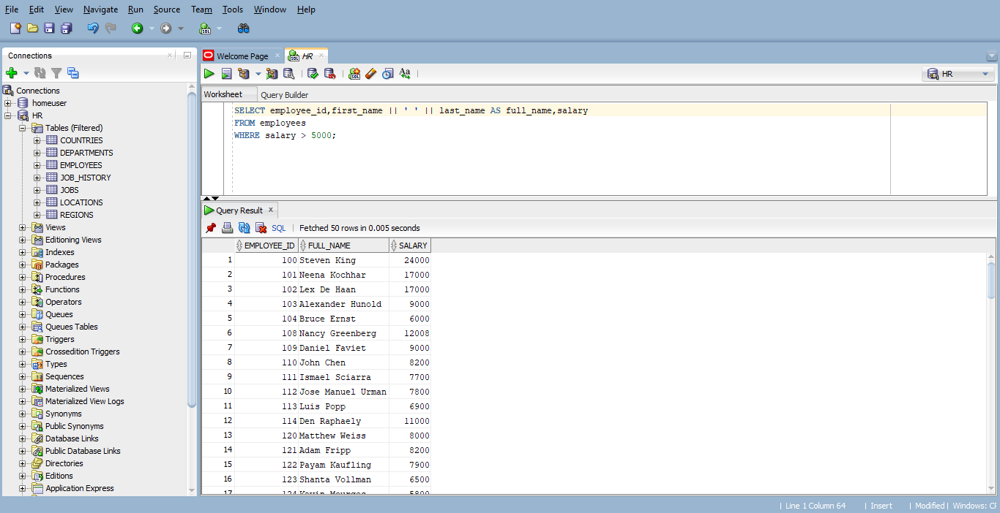 File Edit View Navigate Run Source Team Tools Window Help
Connections
Welcome Page
HR
HR
Worksheet Query Builder
Connections
homeuser
HR
Tables (Filtered)
COUNTRIES
DEPARTMENTS
EMPLOYEES
JOB_HISTORY
JOBS
LOCATIONS
REGIONS
Views
Editioning Views
Indexes
Packages
Procedures
Functions
Operators
Queues
Queues Tables
Triggers
Crossedition Triggers
Types
Sequences
Materialized Views
Materialized View Logs
Synonyms
Public Synonyms
Database Links
Public Database Links
Directories
Editions
Application Express
SELECT employee_id,first_name || ' ' || last_name AS full_name,salary
FROM employees
WHERE salary > 5000;
Query Result
SQL | Fetched 50 rows in 0.005 seconds
EMPLOYEE_ID FULL_NAME SALARY
1 100 Steven King 24000
2 101 Neena Kochhar 17000
3 102 Lex De Haan 17000
4 103 Alexander Hunold 9000
5 104 Bruce Ernst 6000
6 108 Nancy Greenberg 12008
7 109 Daniel Faviet 9000
8 110 John Chen 8200
9 111 Ismael Sciarra 7700
10 112 Jose Manuel Urman 7800
11 113 Luis Popp 6900
12 114 Den Raphaely 11000
13 120 Matthew Weiss 8000
14 121 Adam Fripp 8200
15 122 Payam Kaufling 7900
16 123 Shanta Vollman 6500
17 124 Kevin Mourgos 5800
| Line 1 Column 64 | Insert | Modified | Windows: CF